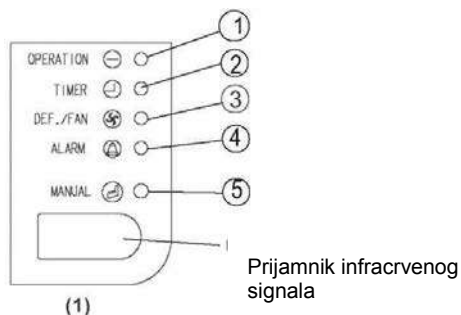 1
OPERATION
2
TIMER
3
DEF./FAN
4
ALARM
5
MANUAL
Prijamnik infracrvenog
signala
(1)